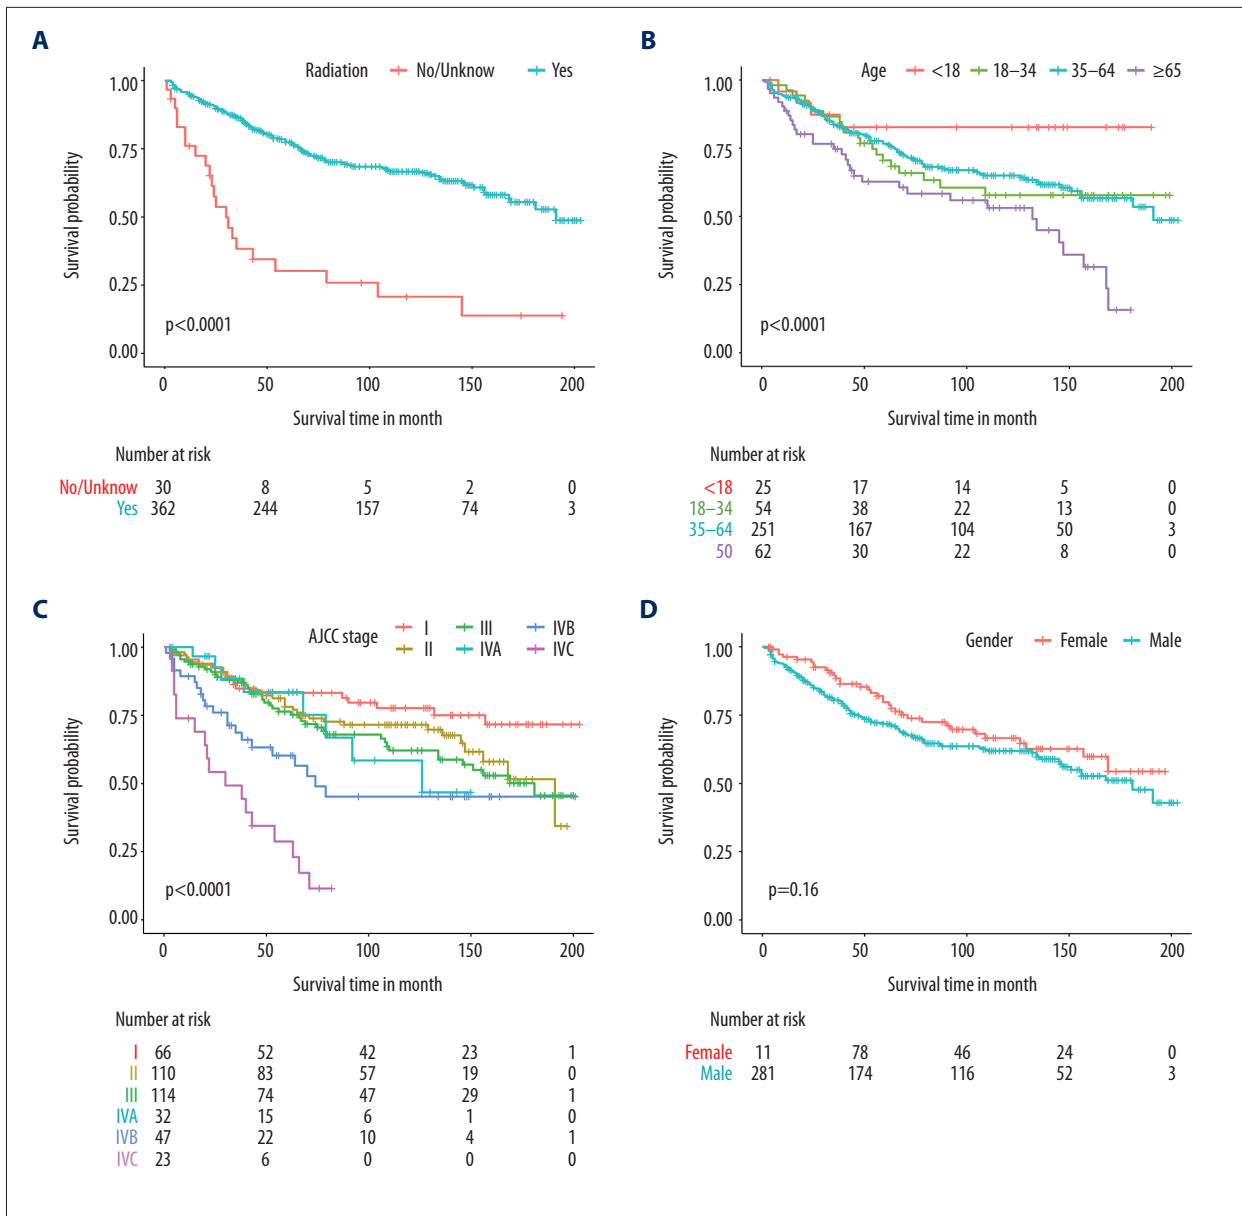 A
Radiation No/Unknow Yes
1.00
0.75
0.50
0.25
0.00
Survival probability
p<0.0001
0 50 100 150 200
Survival time in month
Number at risk
No/Unknow 30 8 5 2 0
Yes 362 244 157 74 3
B
Age <18 18–34 35–64 ≥65
1.00
0.75
0.50
0.25
0.00
Survival probability
p<0.0001
0 50 100 150 200
Survival time in month
Number at risk
<18 25 17 14 5 0
18–34 54 38 22 13 0
35–64 251 167 104 50 3
50 62 30 22 8 0
C
AJCC stage I III IVB
II IVA IVC
1.00
0.75
0.50
0.25
0.00
Survival probability
p<0.0001
0 50 100 150 200
Survival time in month
Number at risk
I 66 52 42 23 1
II 110 83 57 19 0
III 114 74 47 29 1
IVA 32 15 6 1 0
IVB 47 22 10 4 1
IVC 23 6 0 0 0
D
Gender Female Male
1.00
0.75
0.50
0.25
0.00
Survival probability
p=0.16
0 50 100 150 200
Survival time in month
Number at risk
Female 11 78 46 24 0
Male 281 174 116 52 3